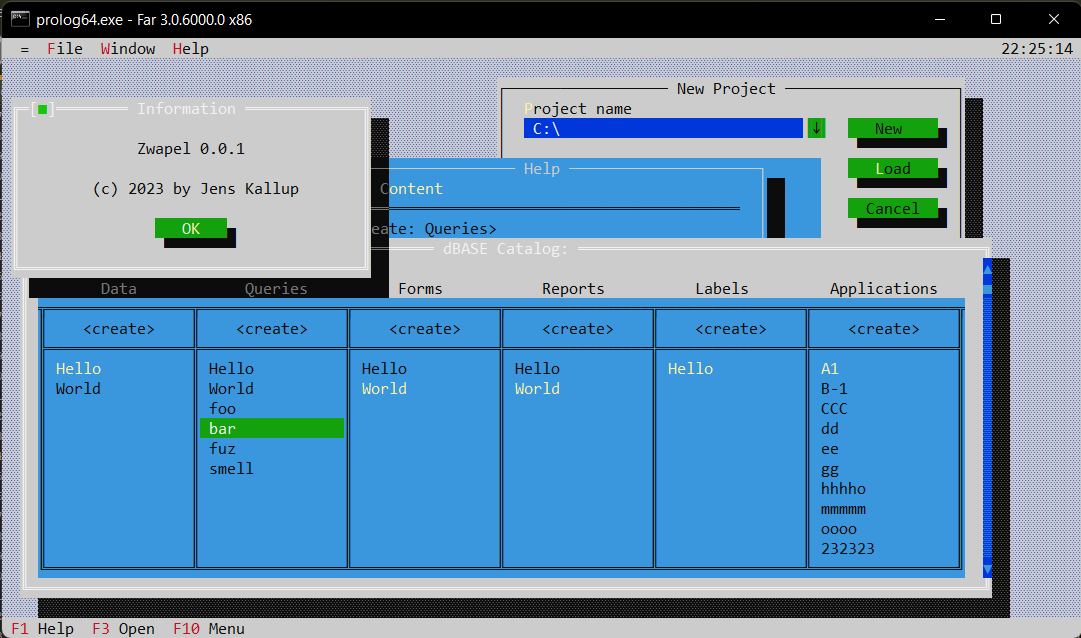 prolog64.exe - Far 3.0.6000.0 x86
= File Window Help 22:25:14
New Project
Project name
C:\ ↓ New
Load
Cancel
[■] Information
Zwapel 0.0.1
(c) 2023 by Jens Kallup
OK
Help
Content
eate: Queries>
dBASE Catalog:
Data Queries Forms Reports Labels Applications
<create> <create> <create> <create> <create> <create>
Hello Hello Hello Hello Hello A1
World World World World B-1
foo CCC
bar dd
fuz ee
smell gg
hhhho
mmmmm
oooo
232323
F1 Help F3 Open F10 Menu